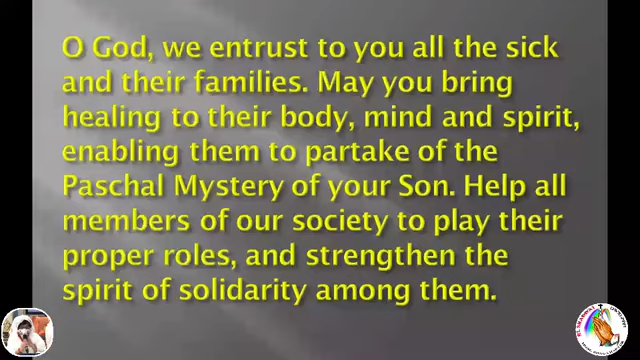 O God, we entrust to you all the sick
and their families. May you bring
healing to their body, mind and spirit,
enabling them to partake of the
Paschal Mystery of your Son. Help all
members of our society to play their
proper roles, and strengthen the
spirit of solidarity among them.